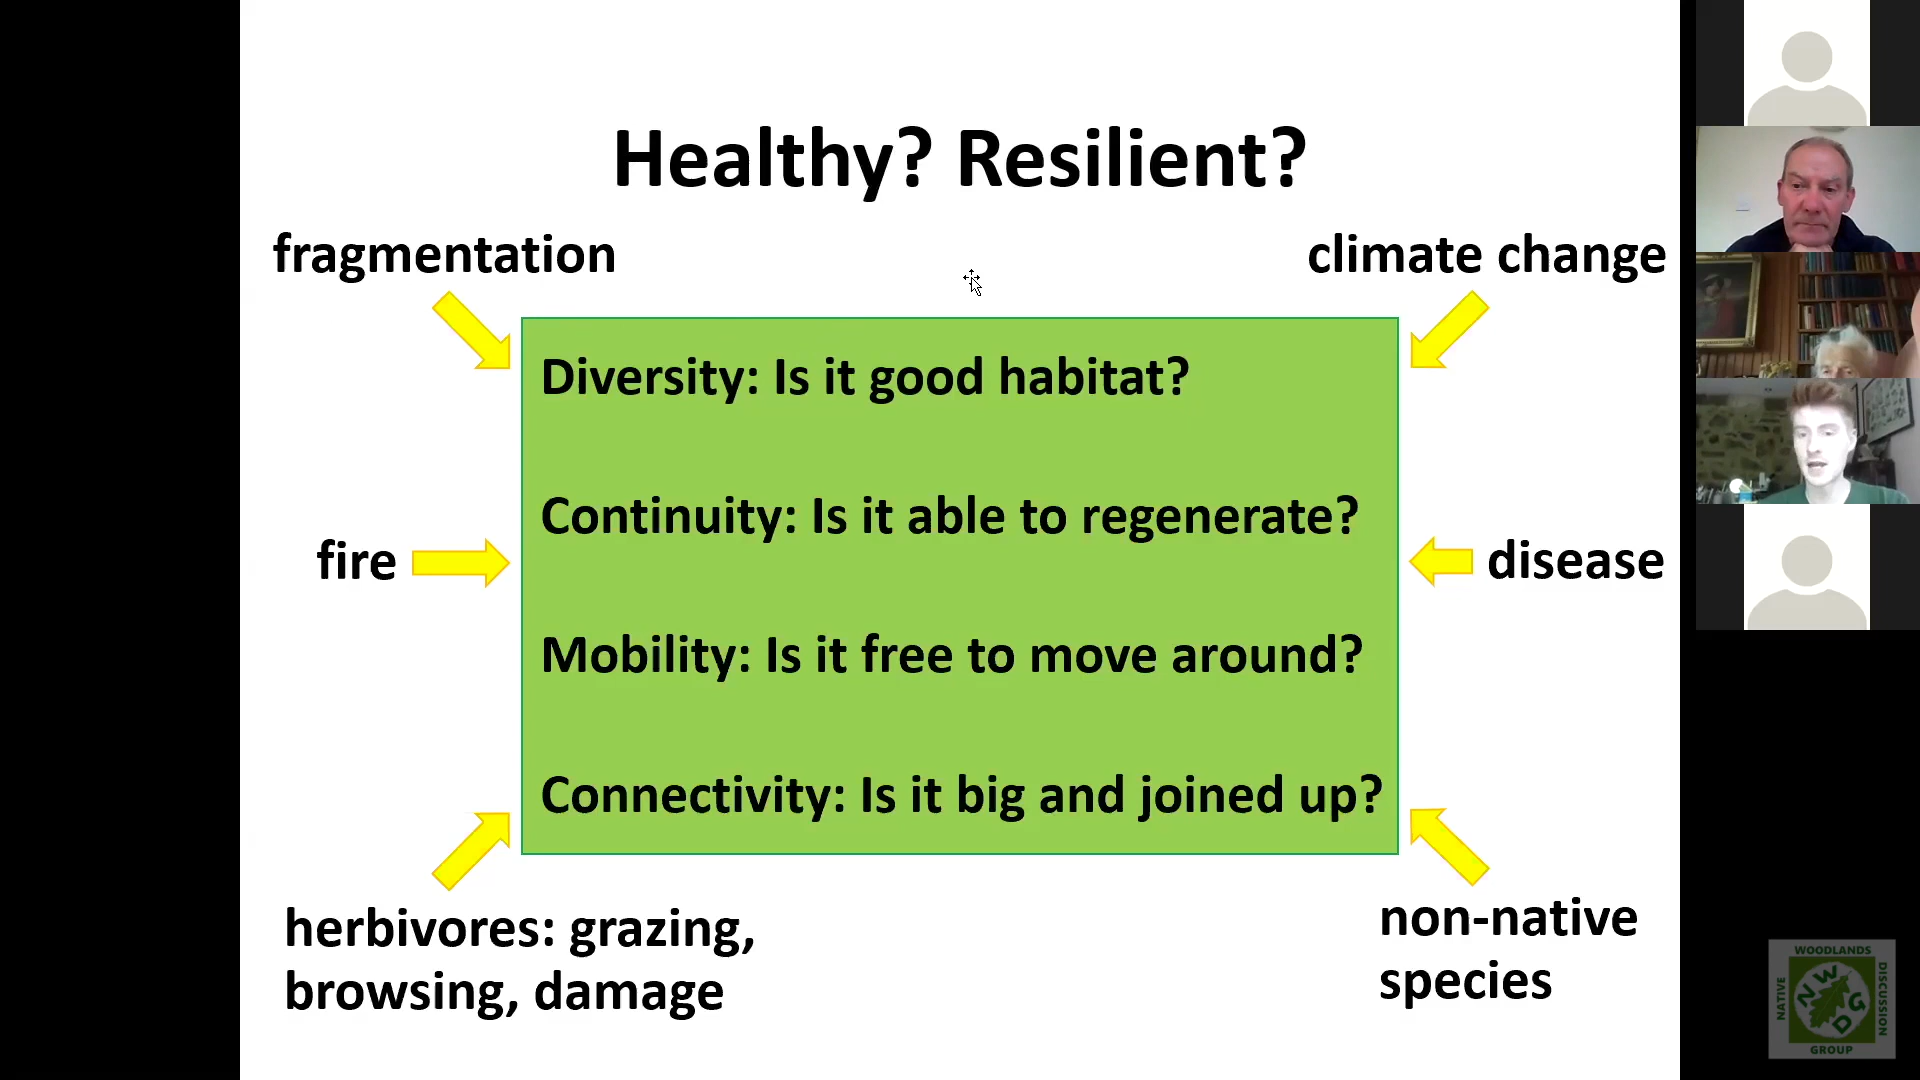 Healthy? Resilient?
fragmentation
climate change
Diversity: Is it good habitat?
Continuity: Is it able to regenerate?
fire
disease
Mobility: Is it free to move around?
Connectivity: Is it big and joined up?
herbivores: grazing,
browsing, damage
non-native
species
WOODLANDS
NATIVE
NWDG
DISCUSSION
GROUP